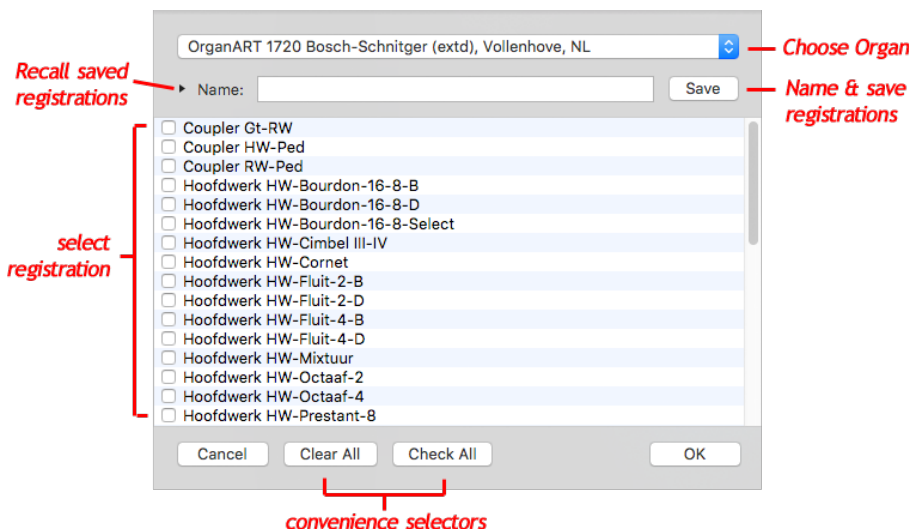 OrganART 1720 Bosch-Schnitger (extd), Vollenhove, NL
Choose Organ
Recall saved
registrations
Name:
Save
Name & save
registrations
Coupler Gt-RW
Coupler HW-Ped
Coupler RW-Ped
Hoofdwerk HW-Bourdon-16-8-B
Hoofdwerk HW-Bourdon-16-8-D
Hoofdwerk HW-Bourdon-16-8-Select
Hoofdwerk HW-Cimbel III-IV
Hoofdwerk HW-Cornet
Hoofdwerk HW-Fluit-2-B
Hoofdwerk HW-Fluit-2-D
Hoofdwerk HW-Fluit-4-B
Hoofdwerk HW-Fluit-4-D
Hoofdwerk HW-Mixtuur
Hoofdwerk HW-Octaaf-2
Hoofdwerk HW-Octaaf-4
Hoofdwerk HW-Prestant-8
select
registration
Cancel
Clear All
Check All
OK
convenience selectors